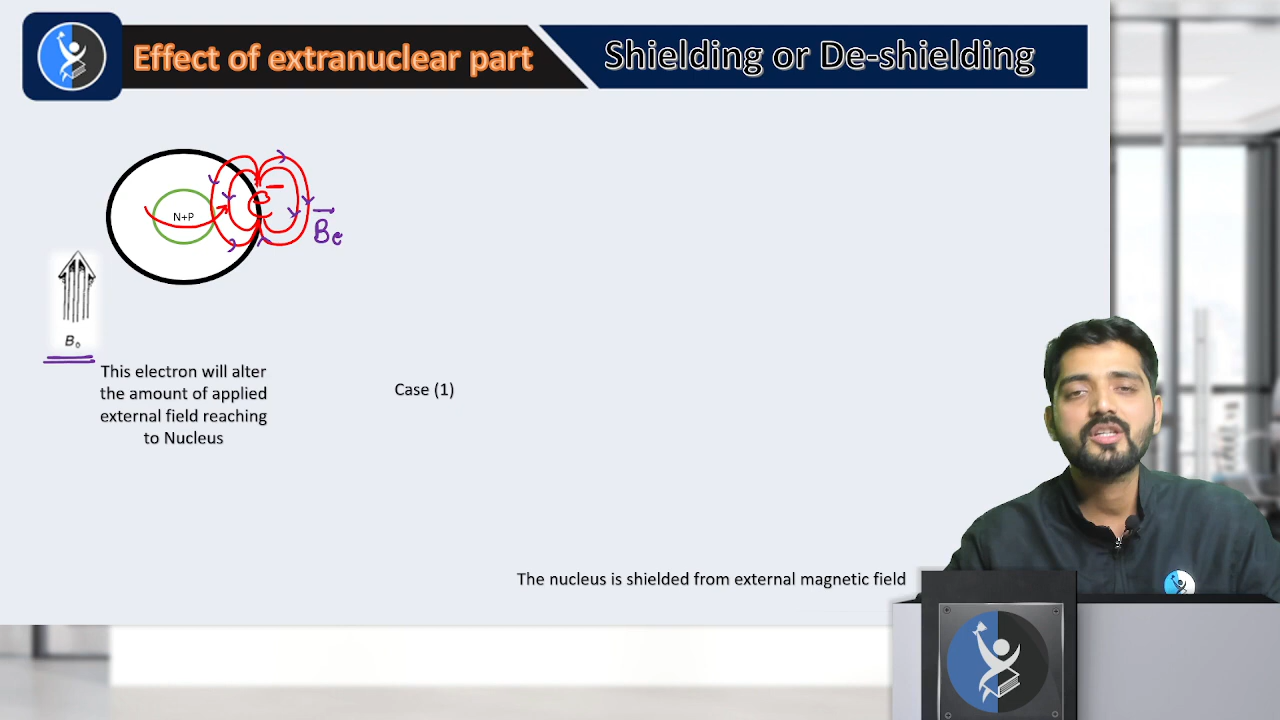 Effect of extranuclear part
Shielding or De-shielding
e−
N+P
Be
B₀
This electron will alter
the amount of applied
external field reaching
to Nucleus
Case (1)
The nucleus is shielded from external magnetic field